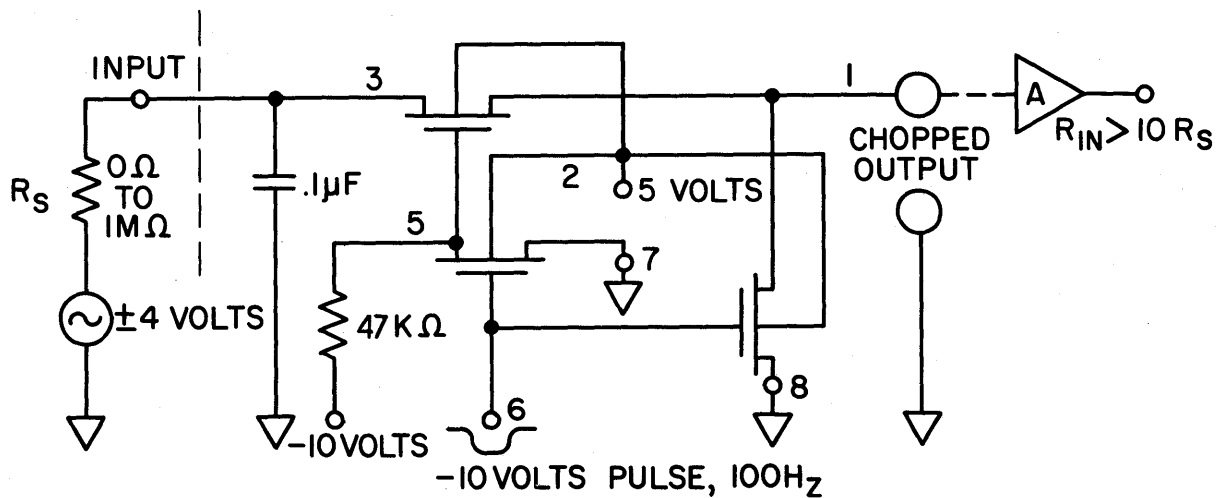 INPUT
3
1
A
R_IN > 10 R_S
CHOPPED
OUTPUT
R_S
0Ω
TO
1MΩ
.1μF
2
5 VOLTS
5
7
±4 VOLTS
47KΩ
8
-10 VOLTS
6
-10 VOLTS PULSE, 100H_Z